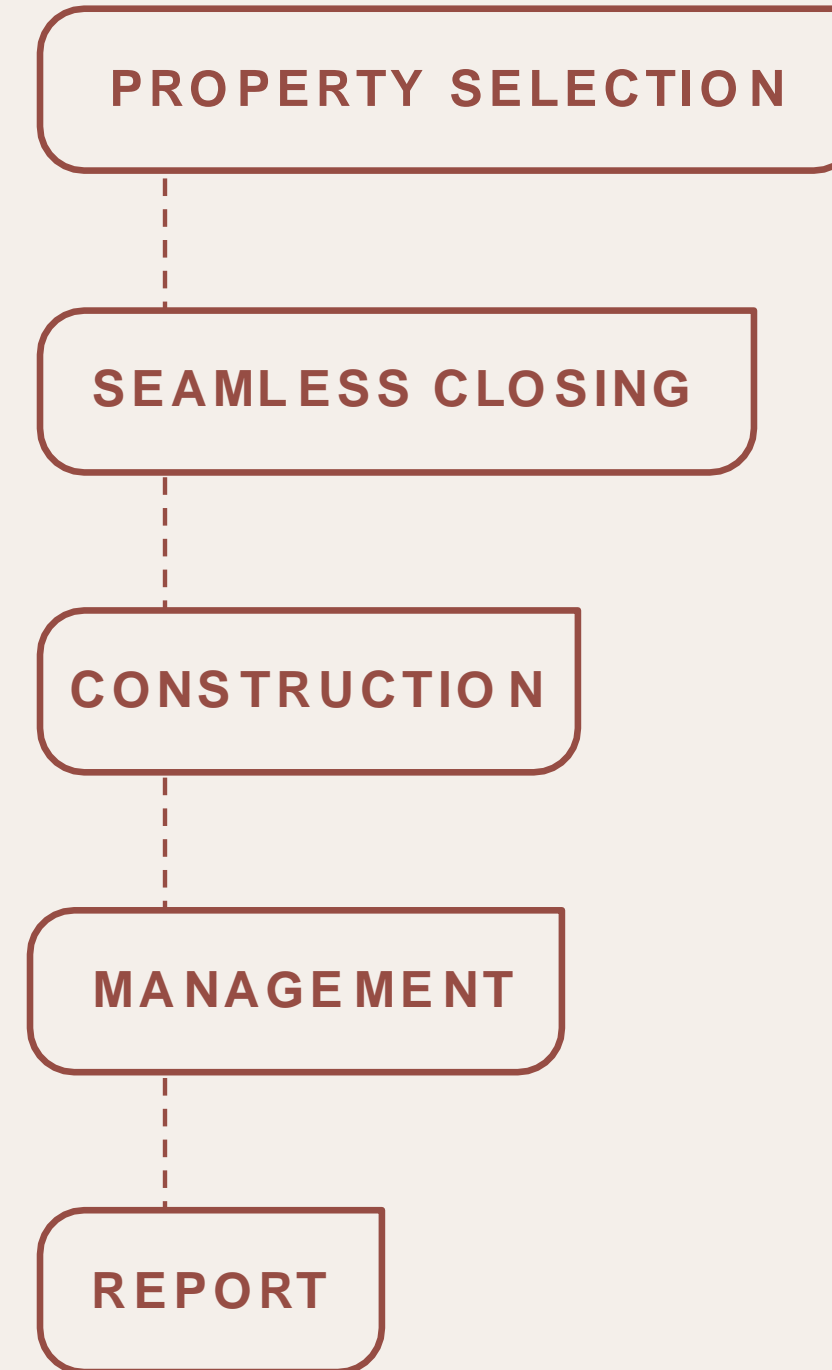 PROPERTY SELECTION
SEAMLESS CLOSING
CONSTRUCTION
MANAGEMENT
REPORT